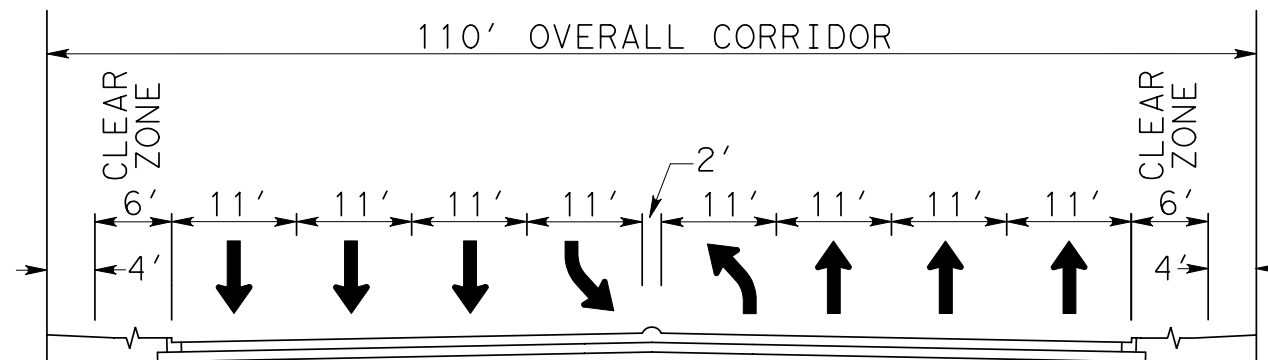 110' OVERALL CORRIDOR
CLEAR
ZONE
CLEAR
ZONE
2'
6' 11' 11' 11' 11' 11' 11' 11' 11' 6'
4' 4'